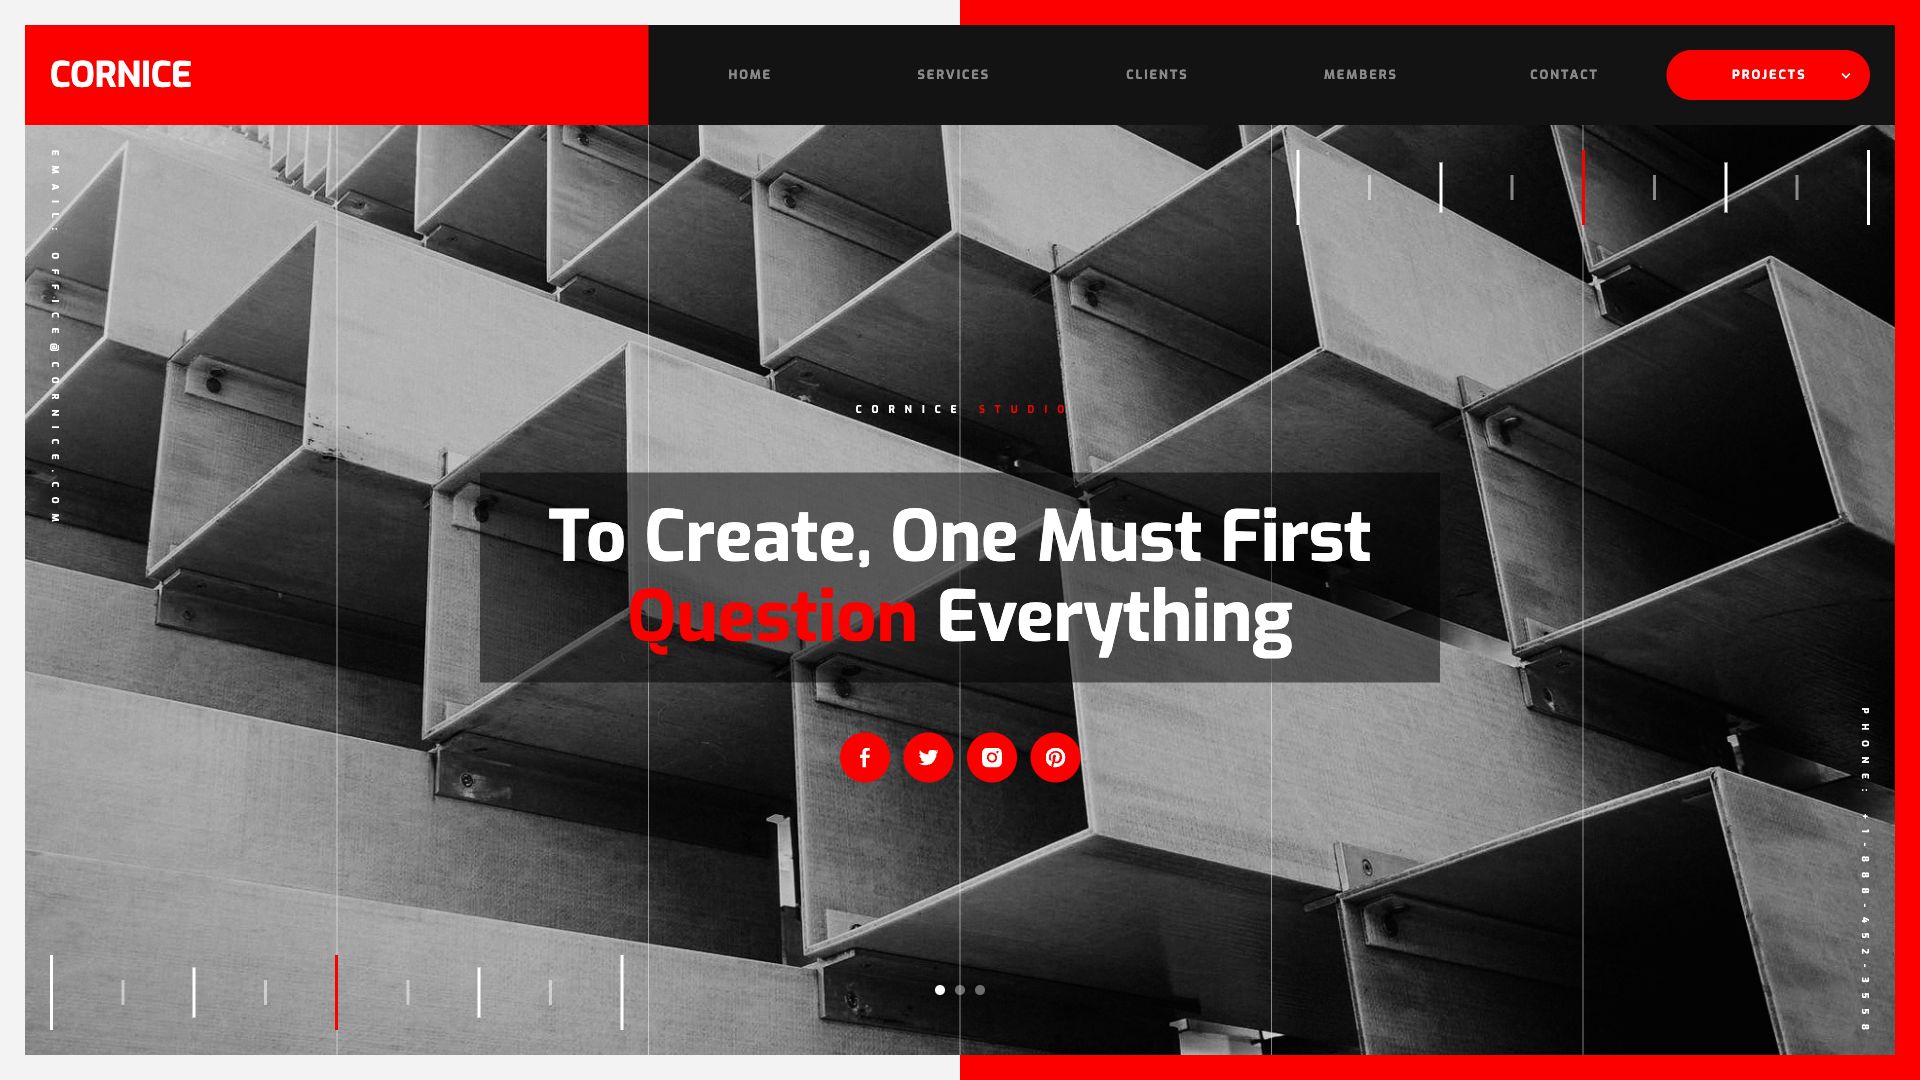 CORNICE
HOME
SERVICES
CLIENTS
MEMBERS
CONTACT
PROJECTS
EMAIL: OFFICE@CORNICE.COM
CORNICE STUDIO
To Create, One Must First
Question Everything
PHONE: +1-888-452-3558